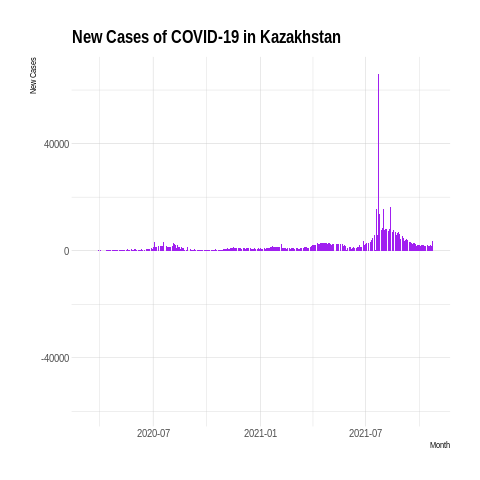 New Cases of COVID-19 in Kazakhstan
New Cases
40000
0
-40000
2020-07
2021-01
2021-07
Month